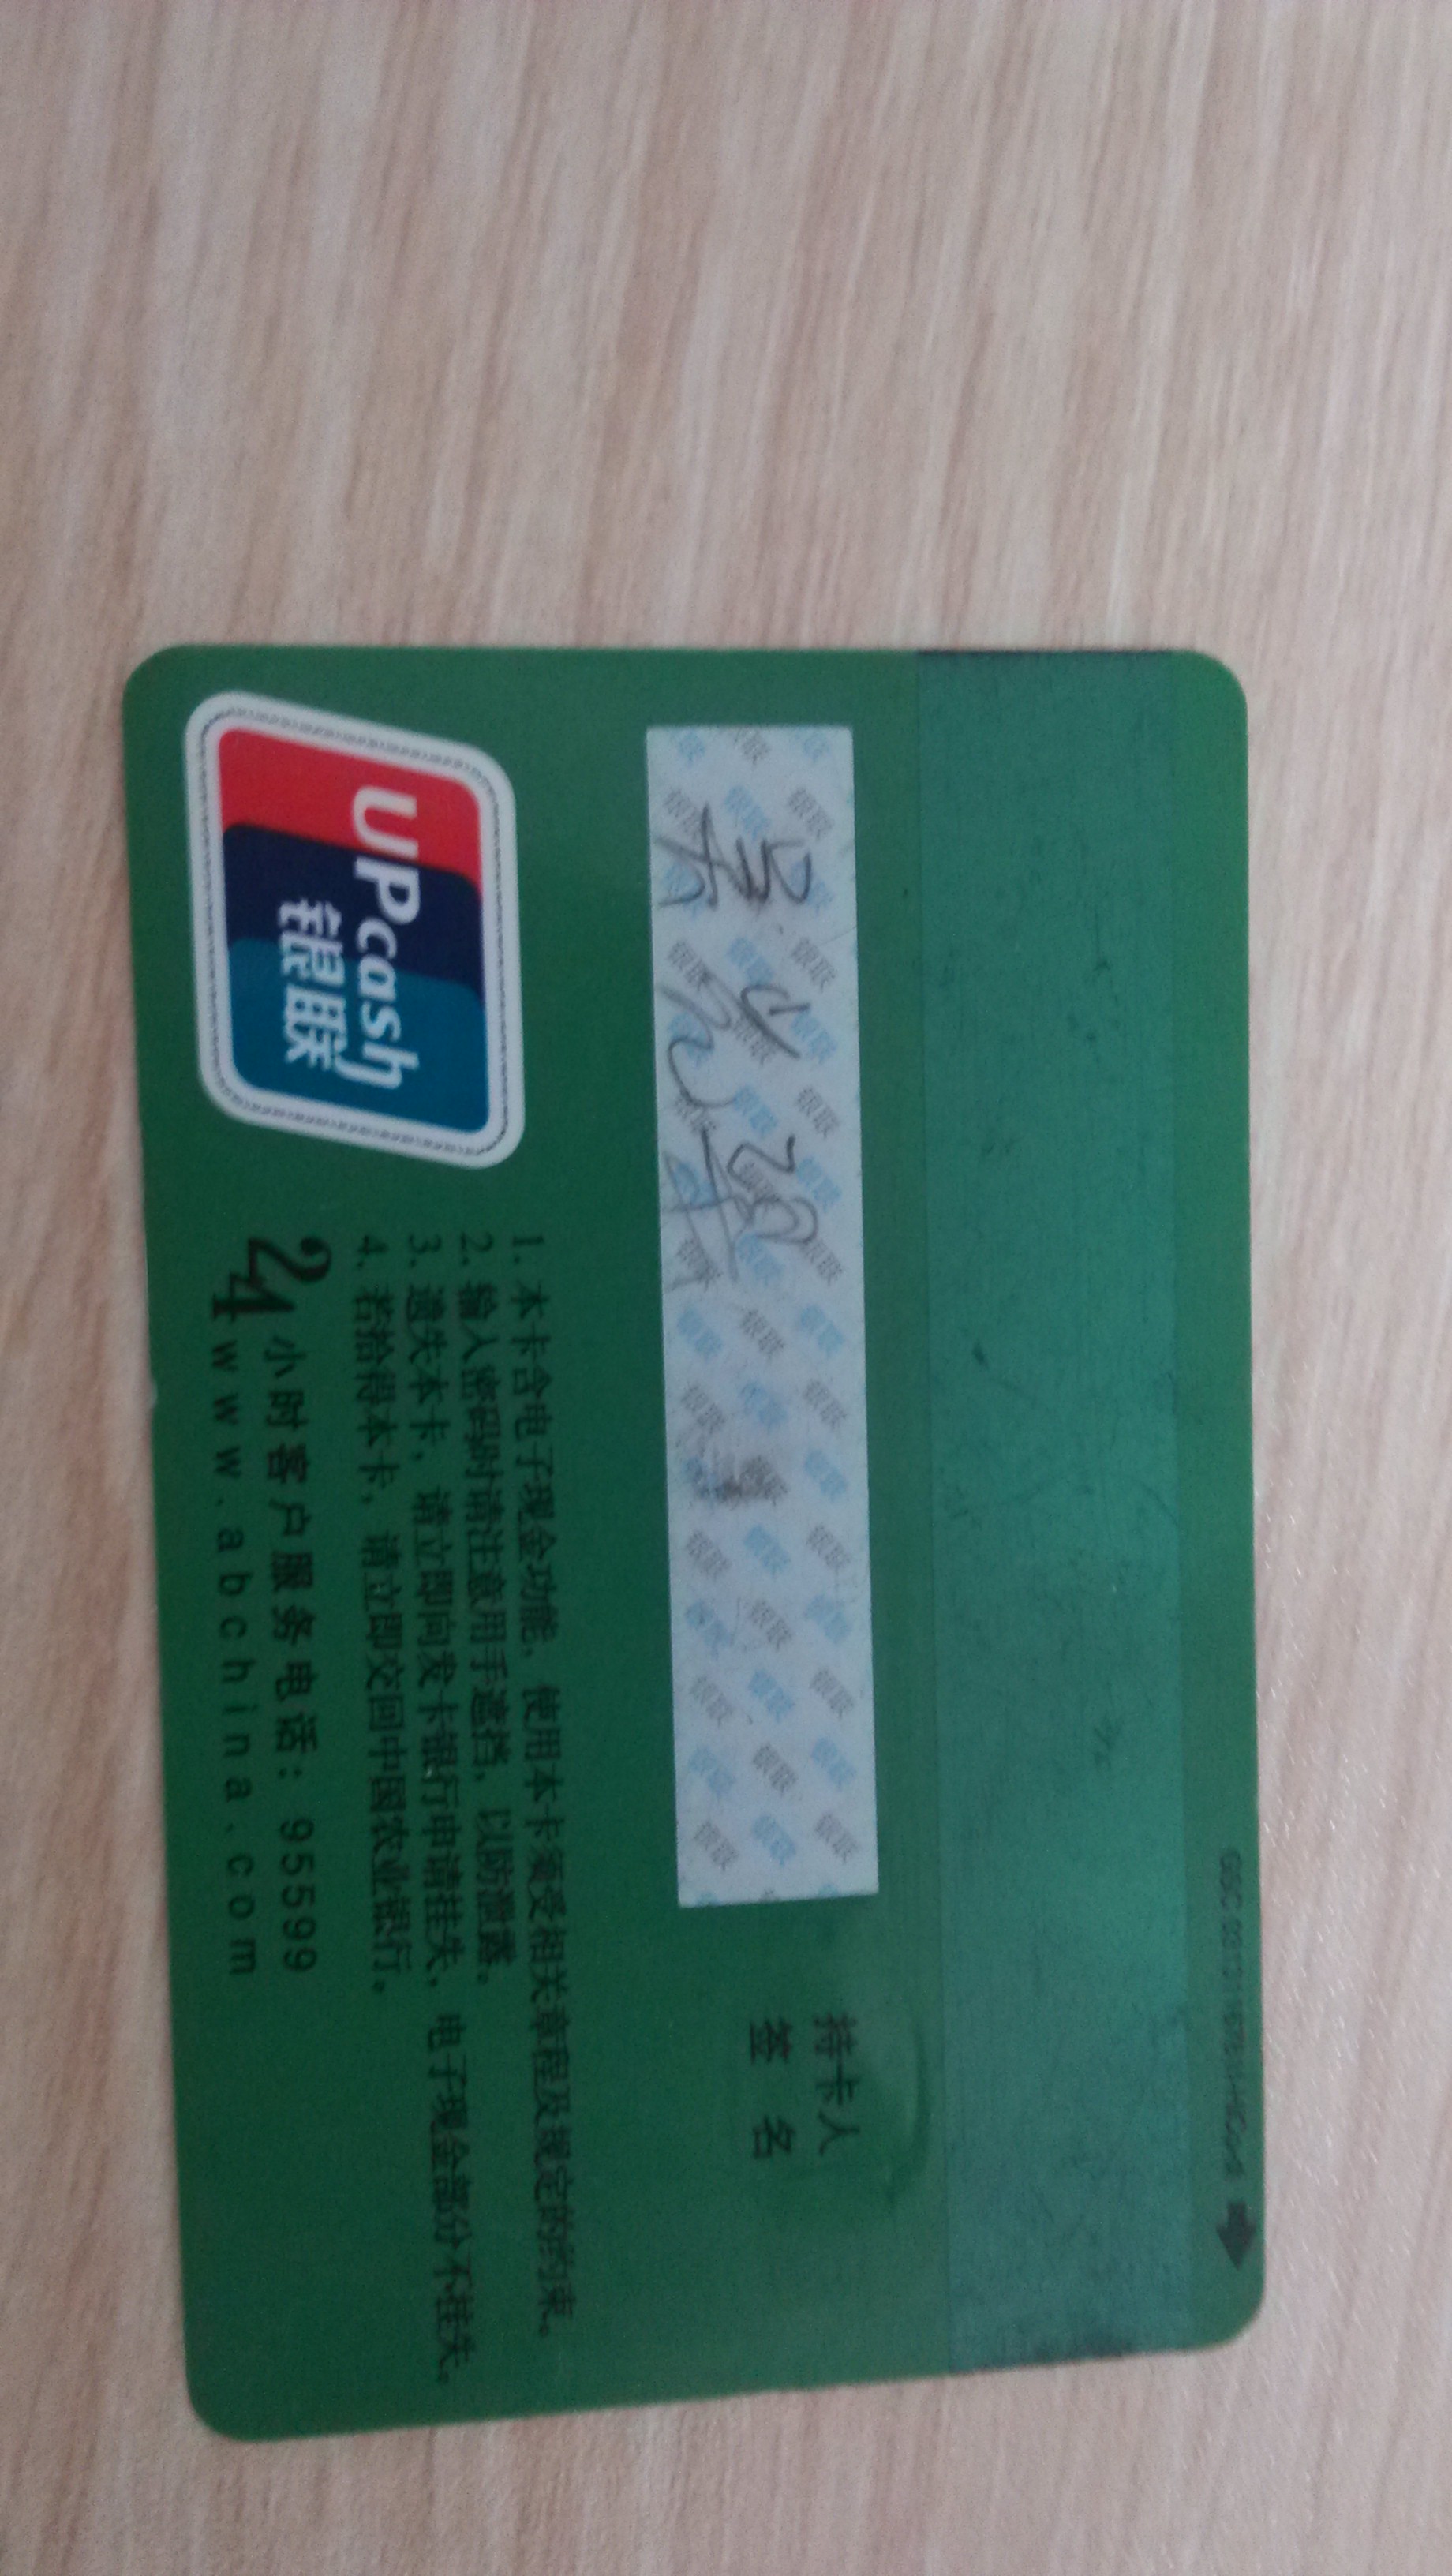 持卡人
签 名
1. 本卡含电子现金功能，使用本卡须受相关章程及规定的约束。
2. 输入密码时请注意用手遮挡，以防泄露。
3. 遗失本卡，请立即向发卡银行申请挂失，电子现金部分不挂失。
4. 若拾得本卡，请立即交回中国农业银行。
24小时客户服务电话：95599
www.abchina.com
UPcash
银联